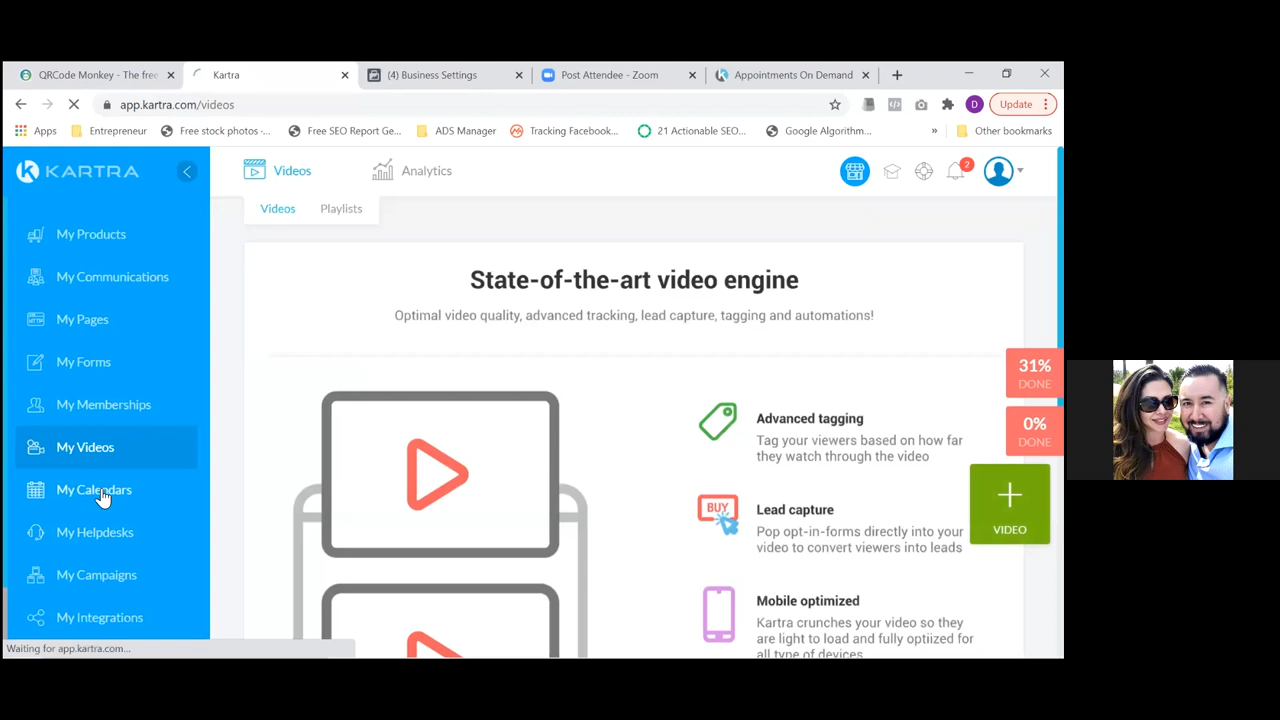 QRCode Monkey - The free
Kartra
(4) Business Settings
Post Attendee - Zoom
Appointments On Demand
app.kartra.com/videos
D
Update
Apps
Entrepreneur
Free stock photos -...
Free SEO Report Ge...
ADS Manager
Tracking Facebook...
21 Actionable SEO...
Google Algorithm...
»
Other bookmarks
KARTRA
Videos
Analytics
2
Videos
Playlists
My Products
My Communications
My Pages
My Forms
My Memberships
My Videos
My Calendars
My Helpdesks
My Campaigns
My Integrations
State-of-the-art video engine
Optimal video quality, advanced tracking, lead capture, tagging and automations!
31%
DONE
0%
DONE
Advanced tagging
Tag your viewers based on how far
they watch through the video
BUY
Lead capture
Pop opt-in-forms directly into your
video to convert viewers into leads
VIDEO
Mobile optimized
Kartra crunches your video so they
are light to load and fully optiized for
all type of devices
Waiting for app.kartra.com...